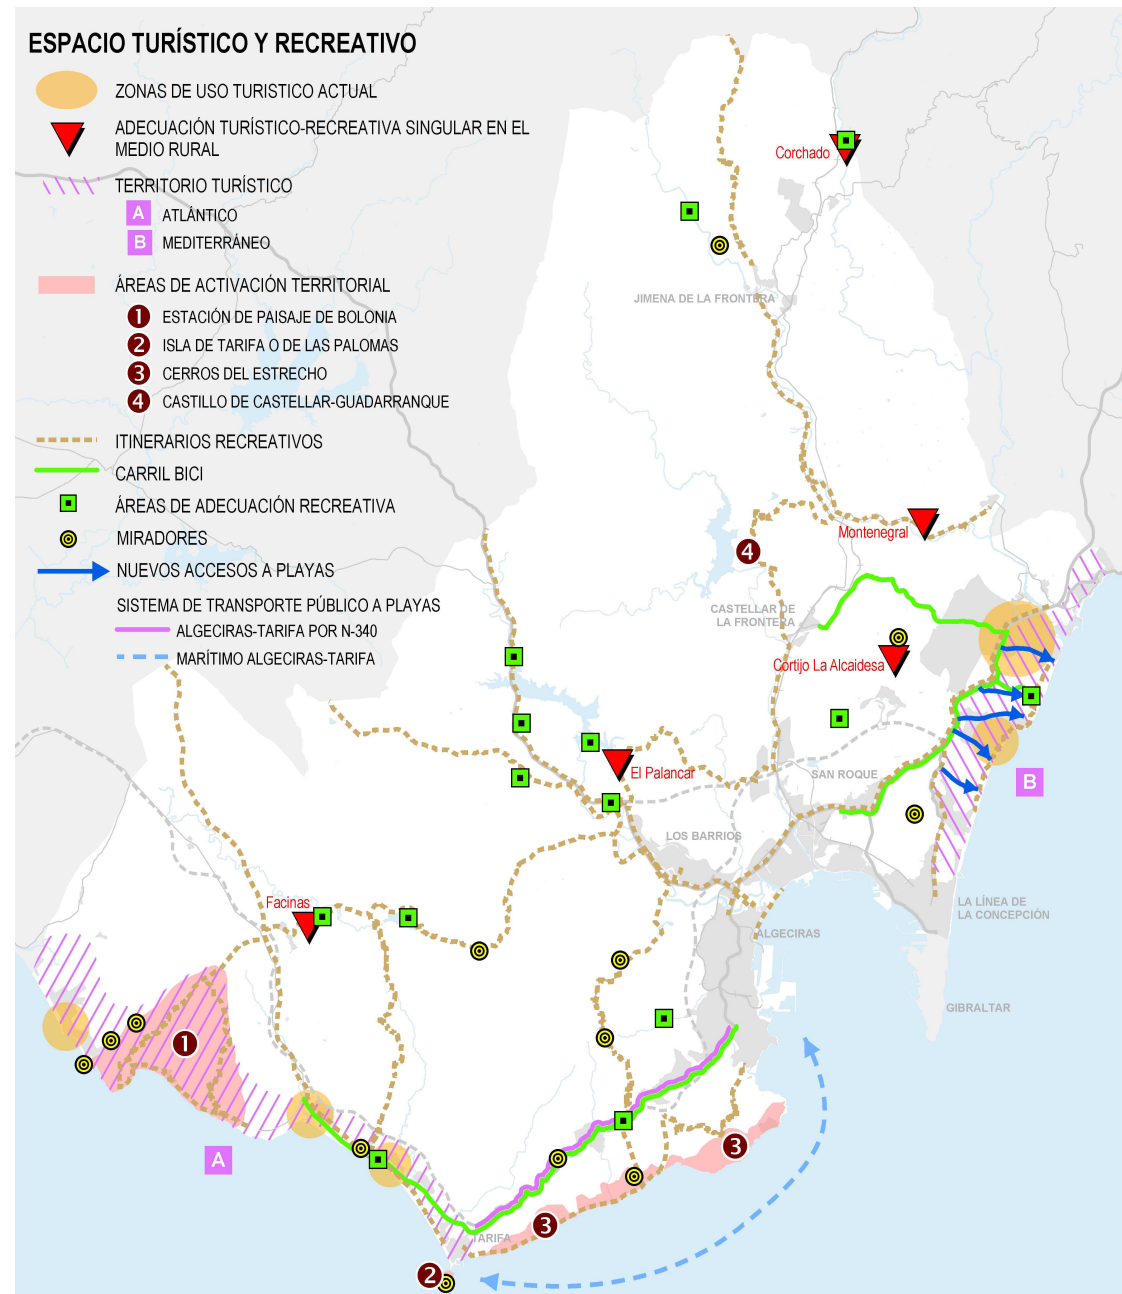 ESPACIO TURÍSTICO Y RECREATIVO
ZONAS DE USO TURISTICO ACTUAL
ADECUACIÓN TURÍSTICO-RECREATIVA SINGULAR EN EL
MEDIO RURAL
TERRITORIO TURÍSTICO
A ATLÁNTICO
B MEDITERRÁNEO
ÁREAS DE ACTIVACIÓN TERRITORIAL
1 ESTACIÓN DE PAISAJE DE BOLONIA
2 ISLA DE TARIFA O DE LAS PALOMAS
3 CERROS DEL ESTRECHO
4 CASTILLO DE CASTELLAR-GUADARRANQUE
ITINERARIOS RECREATIVOS
CARRIL BICI
ÁREAS DE ADECUACIÓN RECREATIVA
MIRADORES
NUEVOS ACCESOS A PLAYAS
SISTEMA DE TRANSPORTE PÚBLICO A PLAYAS
ALGECIRAS-TARIFA POR N-340
MARÍTIMO ALGECIRAS-TARIFA
Corchado
JIMENA DE LA FRONTERA
Montenegral
4
CASTELLAR DE
LA FRONTERA
Cortijo La Alcaidesa
El Palancar
SAN ROQUE
B
LOS BARRIOS
Facinas
LA LÍNEA DE
LA CONCEPCIÓN
ALGECIRAS
GIBRALTAR
1
A
3
3
TARIFA
2